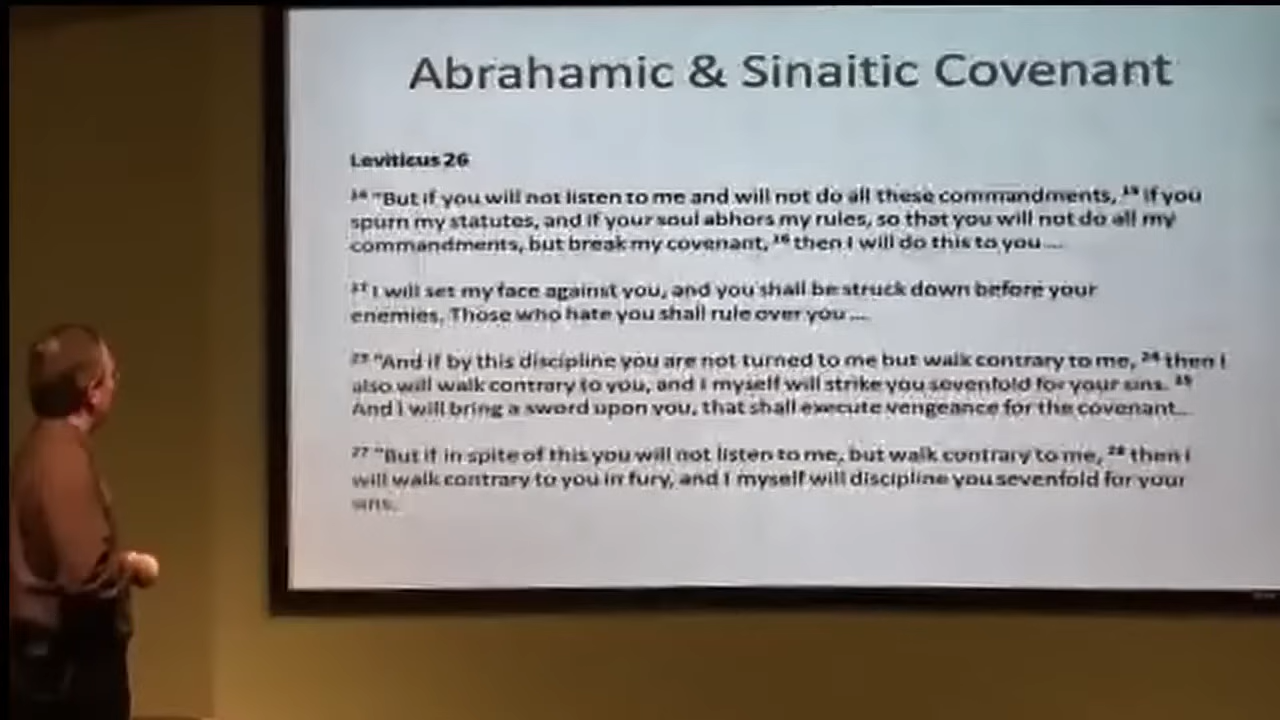 Abrahamic & Sinaitic Covenant
Leviticus 26
14 "But if you will not listen to me and will not do all these commandments, 15 if you
spurn my statutes, and if your soul abhors my rules, so that you will not do all my
commandments, but break my covenant, 16 then I will do this to you ....
17 I will set my face against you, and you shall be struck down before your
enemies. Those who hate you shall rule over you ....
23 "And if by this discipline you are not turned to me but walk contrary to me, 24 then I
also will walk contrary to you, and I myself will strike you sevenfold for your sins. 25
And I will bring a sword upon you, that shall execute vengeance for the covenant...
27 "But if in spite of this you will not listen to me, but walk contrary to me, 28 then I
will walk contrary to you in fury, and I myself will discipline you sevenfold for your
sins.